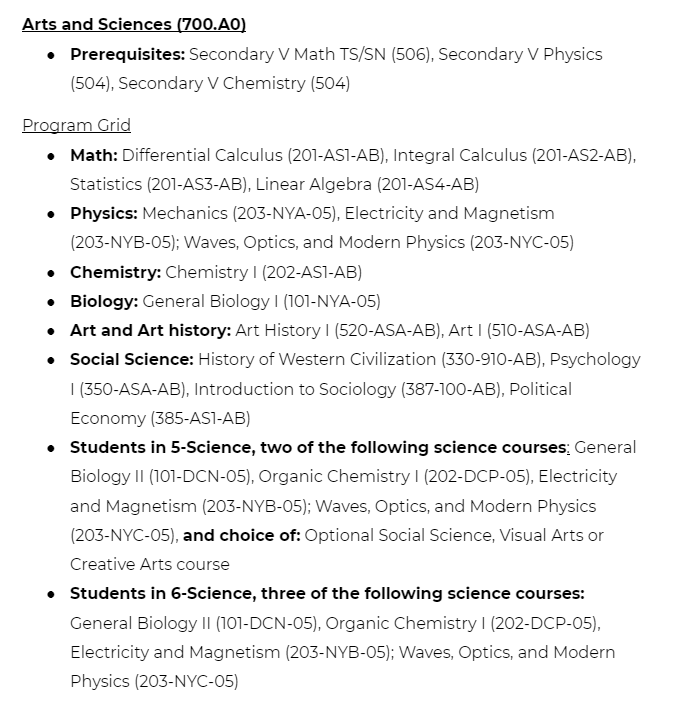 Arts and Sciences (700.A0)
● Prerequisites: Secondary V Math TS/SN (506), Secondary V Physics
(504), Secondary V Chemistry (504)
Program Grid
● Math: Differential Calculus (201-AS1-AB), Integral Calculus (201-AS2-AB),
Statistics (201-AS3-AB), Linear Algebra (201-AS4-AB)
● Physics: Mechanics (203-NYA-05), Electricity and Magnetism
(203-NYB-05); Waves, Optics, and Modern Physics (203-NYC-05)
● Chemistry: Chemistry I (202-AS1-AB)
● Biology: General Biology I (101-NYA-05)
● Art and Art history: Art History I (520-ASA-AB), Art I (510-ASA-AB)
● Social Science: History of Western Civilization (330-910-AB), Psychology
I (350-ASA-AB), Introduction to Sociology (387-100-AB), Political
Economy (385-AS1-AB)
● Students in 5-Science, two of the following science courses: General
Biology II (101-DCN-05), Organic Chemistry I (202-DCP-05), Electricity
and Magnetism (203-NYB-05); Waves, Optics, and Modern Physics
(203-NYC-05), and choice of: Optional Social Science, Visual Arts or
Creative Arts course
● Students in 6-Science, three of the following science courses:
General Biology II (101-DCN-05), Organic Chemistry I (202-DCP-05),
Electricity and Magnetism (203-NYB-05); Waves, Optics, and Modern
Physics (203-NYC-05)